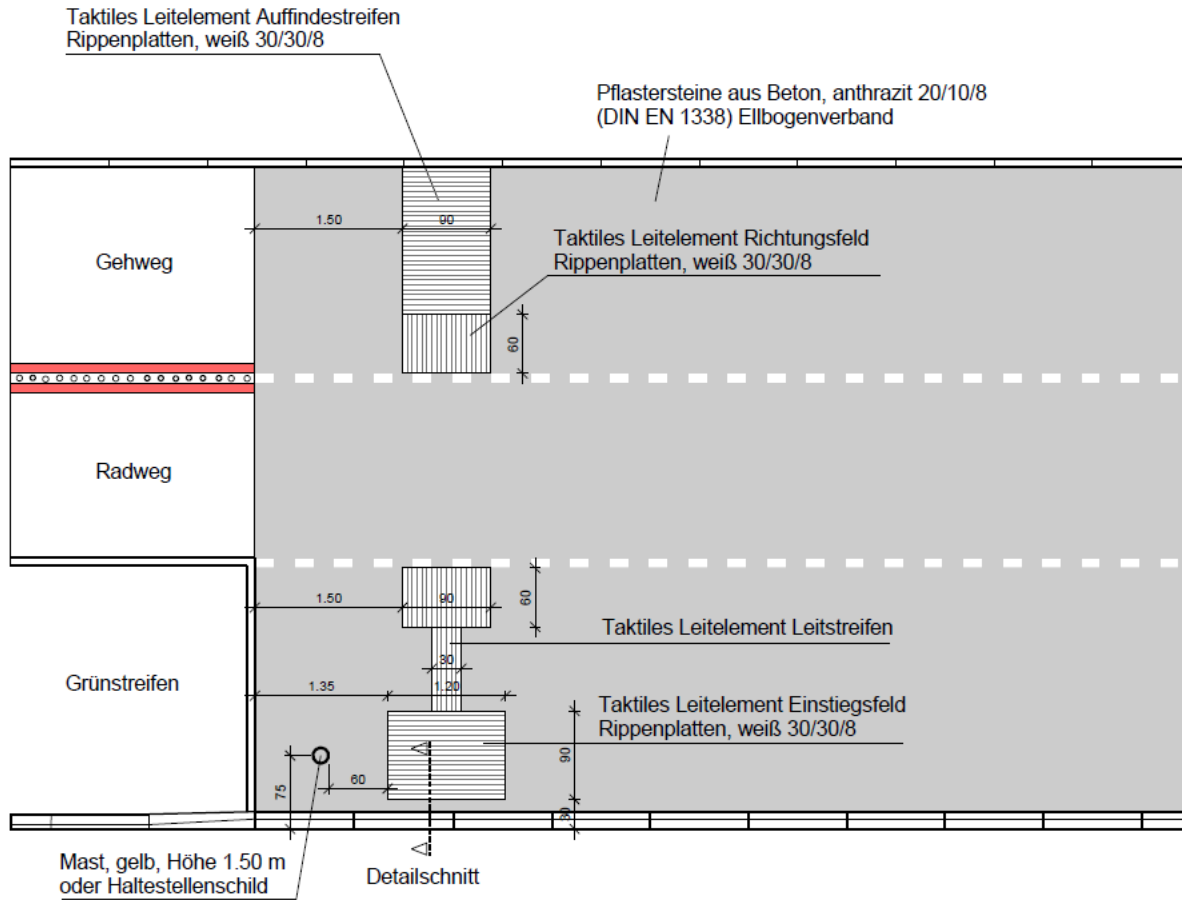 Taktiles Leitelement Auffindestreifen
Rippenplatten, weiß 30/30/8
Pflastersteine aus Beton, anthrazit 20/10/8
(DIN EN 1338) Ellbogenverband
1.50
90
Taktiles Leitelement Richtungsfeld
Rippenplatten, weiß 30/30/8
Gehweg
60
Radweg
1.50
90
60
Taktiles Leitelement Leitstreifen
30
Grünstreifen
1.35
1.20
Taktiles Leitelement Einstiegsfeld
Rippenplatten, weiß 30/30/8
90
60
75
30
Mast, gelb, Höhe 1.50 m
oder Haltestellenschild
Detailschnitt